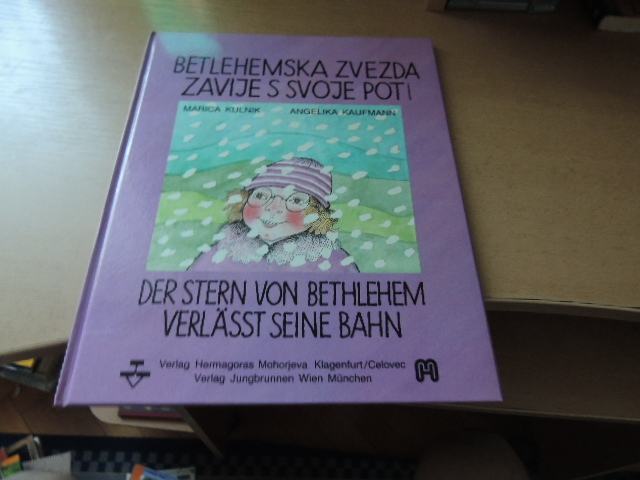 BETLEHEMSKA ZVEZDA
ZAVIJE S SVOJE POTI
MARICA KULNIK ANGELIKA KAUFMANN
DER STERN VON BETHLEHEM
VERLÄSST SEINE BAHN
Verlag Hermagoras Mohorjeva Klagenfurt/Celovec
Verlag Jungbrunnen Wien München